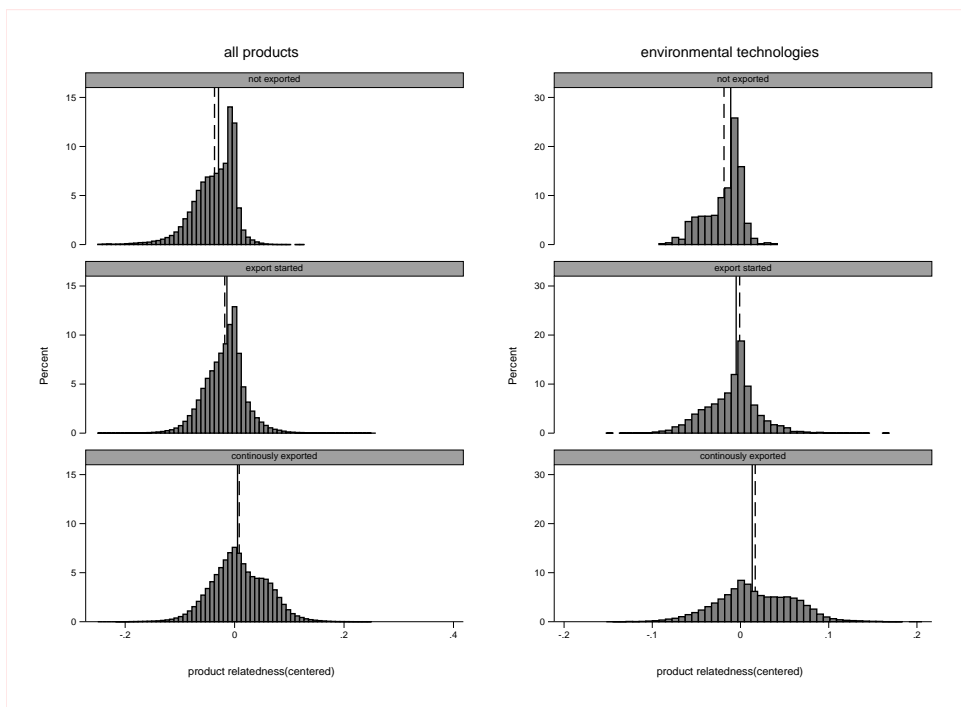 all products
not exported
15
10
5
0
export started
15
10
5
0
Percent
continously exported
15
10
5
0
-.2 0 .2 .4
product relatedness(centered)
environmental technologies
not exported
30
20
10
0
export started
30
20
10
0
Percent
continously exported
30
20
10
0
-.2 -.1 0 .1 .2
product relatedness(centered)